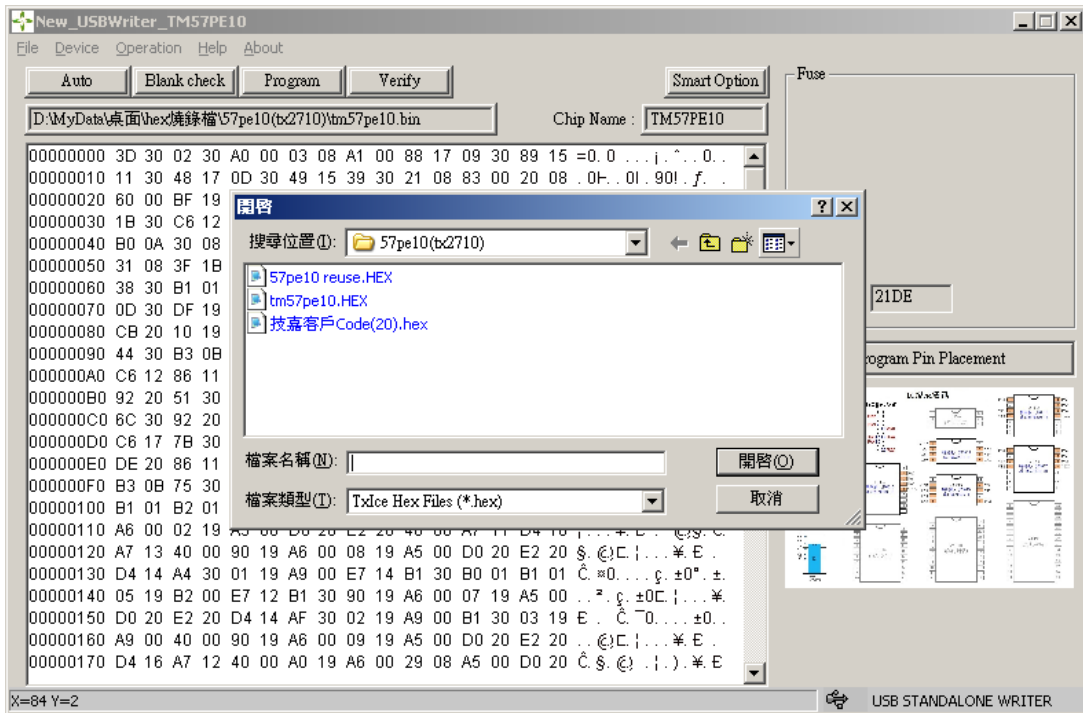 New_USBWriter_TM57PE10
File Device Operation Help About
Auto Blank check Program Verify Smart Option
Fuse
D:\MyData\桌面\hex燒錄檔\57pe10(tx2710)\tm57pe10.bin
Chip Name : TM57PE10
00000000 3D 30 02 30 A0 00 03 08 A1 00 88 17 09 30 89 15
00000010 11 30 48 17 0D 30 49 15 39 30 21 08 83 00 20 08
00000020 60 00 BF 19
開啓
00000030 1B 30 C6 12
00000040 B0 0A 30 08
搜尋位置(I): 57pe10(tx2710)
00000050 31 08 3F 1B
57pe10 reuse.HEX
00000060 38 30 B1 01
tm57pe10.HEX
21DE
00000070 0D 30 DF 19
技嘉客戶Code(20).hex
00000080 CB 20 10 19
00000090 44 30 B3 0B
rogram Pin Placement
000000A0 C6 12 86 11
000000B0 92 20 51 30
000000C0 6C 30 92 20
000000D0 C6 17 7B 30
000000E0 DE 20 86 11
檔案名稱(N):
開啓(O)
000000F0 B3 0B 75 30
00000100 B1 01 B2 01
檔案類型(T): TxIce Hex Files (*.hex)
取消
00000110 A6 00 02 19
00000120 A7 13 40 00 90 19 A6 00 08 19 A5 00 D0 20 E2 20
00000130 D4 14 A4 30 01 19 A9 00 E7 14 B1 30 B0 01 B1 01
00000140 05 19 B2 00 E7 12 B1 30 90 19 A6 00 07 19 A5 00
00000150 D0 20 E2 20 D4 14 AF 30 02 19 A9 00 B1 30 03 19
00000160 A9 00 40 00 90 19 A6 00 09 19 A5 00 D0 20 E2 20
00000170 D4 16 A7 12 40 00 A0 19 A6 00 29 08 A5 00 D0 20
X=84 Y=2
USB STANDALONE WRITER